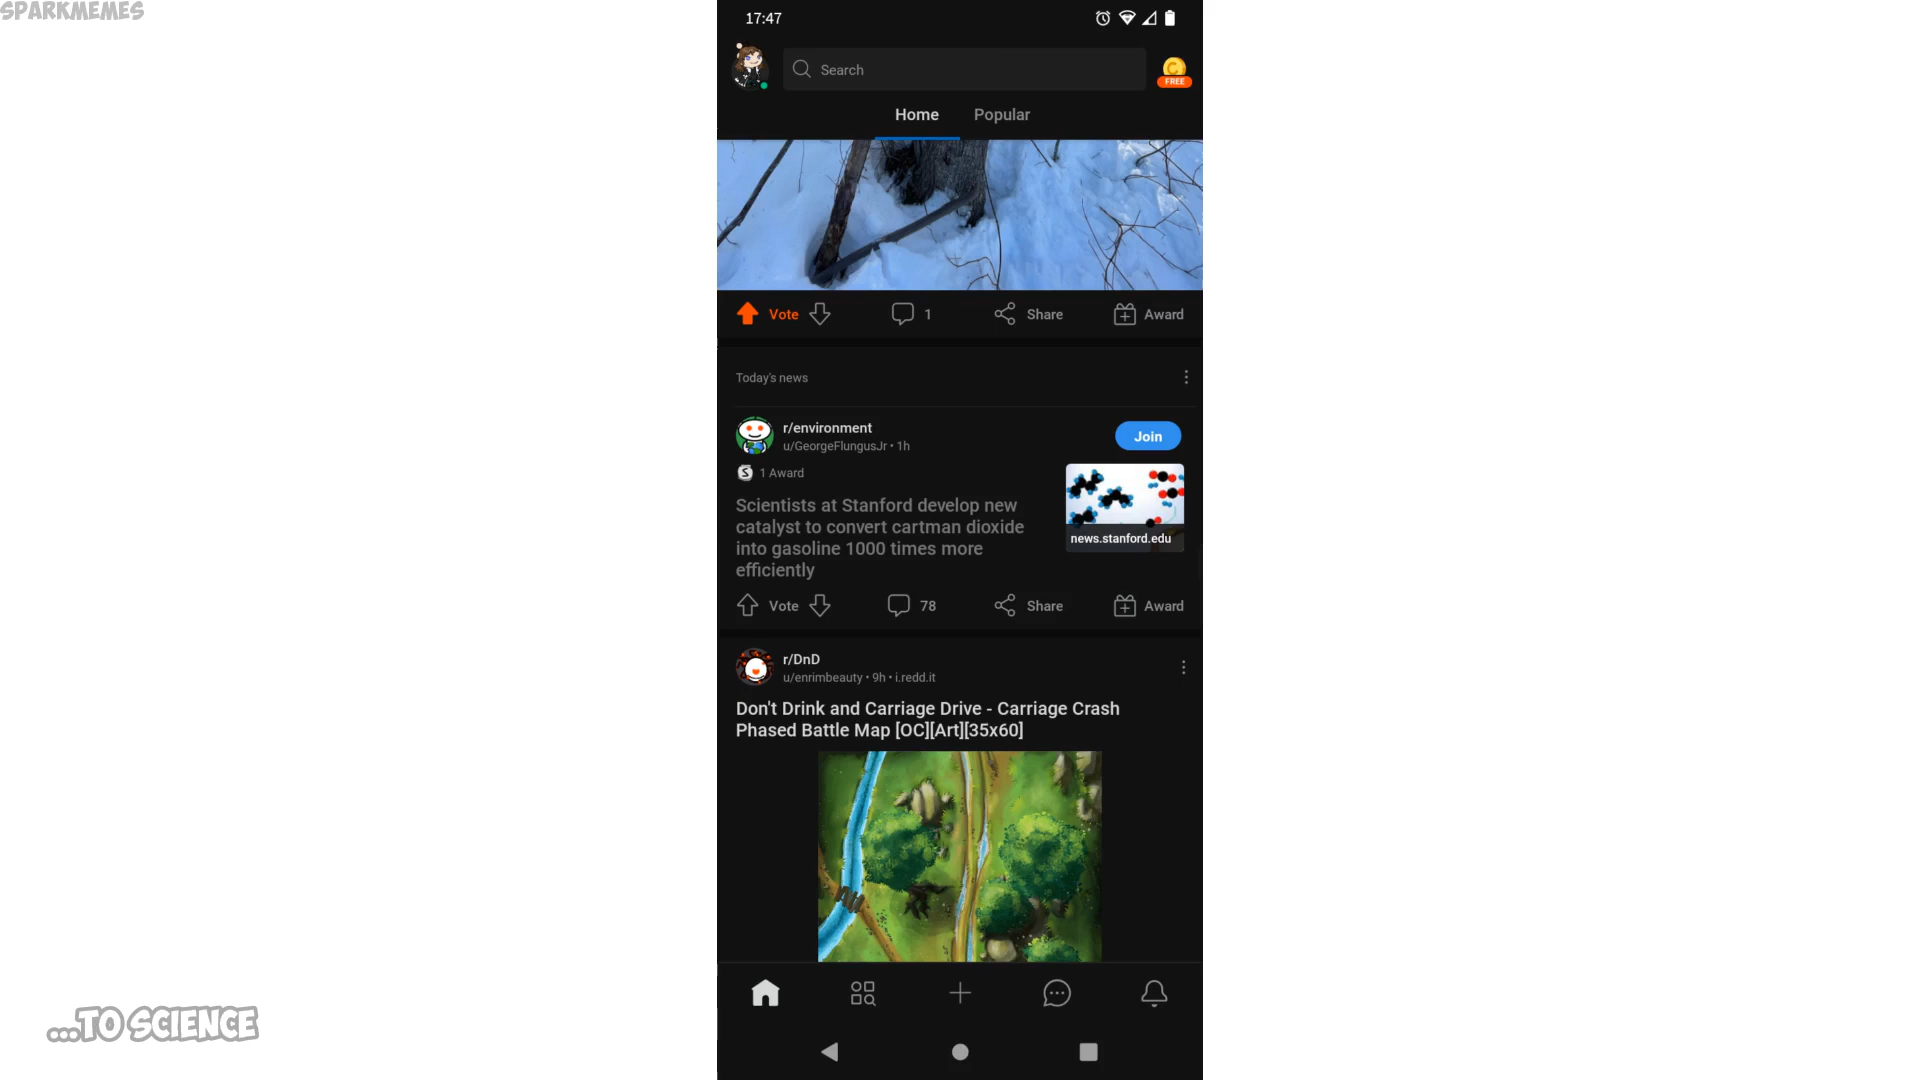 SPARKMEMES
17:47
Search
FREE
Home
Popular
Vote
1
Share
Award
Today's news
r/environment
u/GeorgeFlungusJr • 1h
Join
1 Award
Scientists at Stanford develop new
catalyst to convert cartman dioxide
into gasoline 1000 times more
efficiently
news.stanford.edu
Vote
78
Share
Award
r/DnD
u/enrimbeauty • 9h • i.redd.it
Don't Drink and Carriage Drive - Carriage Crash
Phased Battle Map [OC][Art][35x60]
...TO SCIENCE